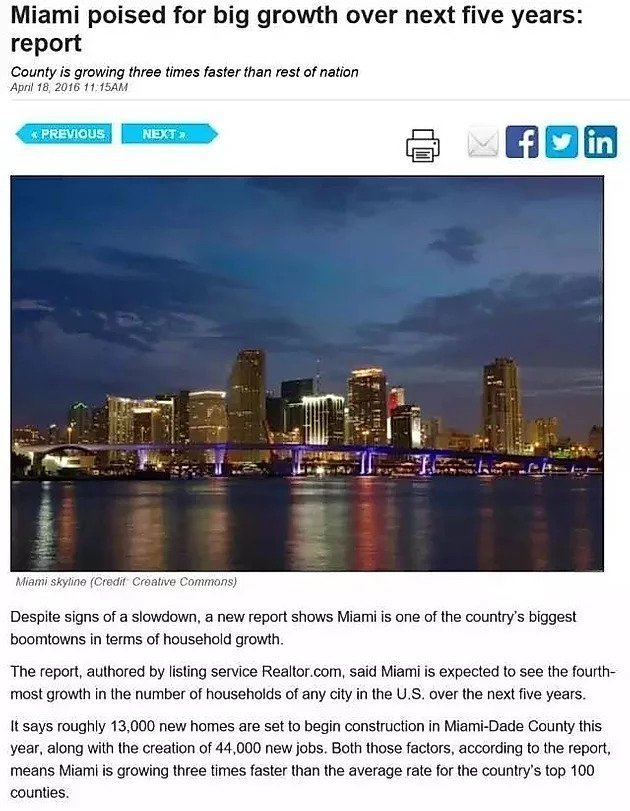 Miami poised for big growth over next five years:
report
County is growing three times faster than rest of nation
April 18, 2016 11:15AM
« PREVIOUS
NEXT »
f
in
Miami skyline (Credit: Creative Commons)
Despite signs of a slowdown, a new report shows Miami is one of the country's biggest
boomtowns in terms of household growth.
The report, authored by listing service Realtor.com, said Miami is expected to see the fourth-
most growth in the number of households of any city in the U.S. over the next five years.
It says roughly 13,000 new homes are set to begin construction in Miami-Dade County this
year, along with the creation of 44,000 new jobs. Both those factors, according to the report,
means Miami is growing three times faster than the average rate for the country's top 100
counties.